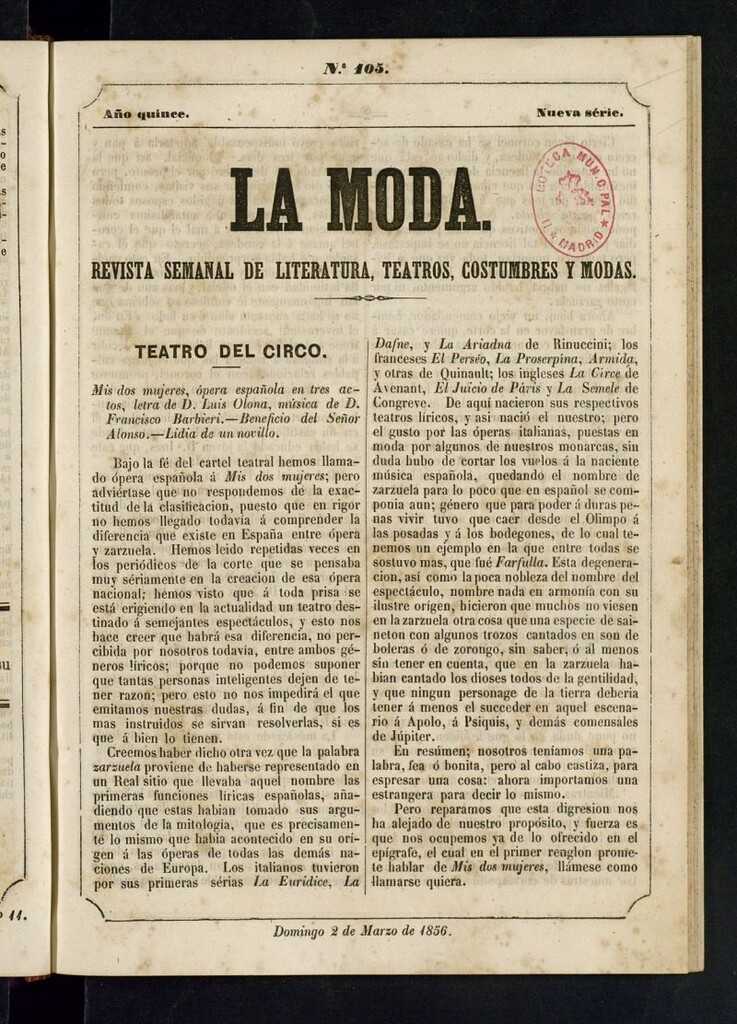 N.º 105.
Año quince.
Nueva série.
LA MODA.
REVISTA SEMANAL DE LITERATURA, TEATROS, COSTUMBRES Y MODAS.
BIOTECA MUNICIPAL
MADRID
TEATRO DEL CIRCO.
Mis dos mujeres, ópera española en tres ac-
tos, letra de D. Luis Olona, música de D.
Francisco Barbieri.—Beneficio del Señor
Alonso.—Lidia de un novillo.
Bajo la fé del cartel teatral hemos llama-
do ópera española á Mis dos mujeres; pero
adviértase que no respondemos de la exac-
titud de la clasificacion, puesto que en rigor
no hemos llegado todavía á comprender la
diferencia que existe en España entre ópera
y zarzuela. Hemos leido repetidas veces en
los periódicos de la corte que se pensaba
muy sériamente en la creacion de esa ópera
nacional; hemos visto que á toda prisa se
está erigiendo en la actualidad un teatro des-
tinado á semejantes espectáculos, y esto nos
hace creer que habrá esa diferencia, no per-
cibida por nosotros todavía, entre ambos gé-
neros líricos; porque no podemos suponer
que tantas personas inteligentes dejen de te-
ner razon; pero esto no nos impedirá el que
emitamos nuestras dudas, á fin de que los
mas instruidos se sirvan resolverlas, si es
que á bien lo tienen.
Creemos haber dicho otra vez que la palabra
zarzuela proviene de haberse representado en
un Real sitio que llevaba aquel nombre las
primeras funciones líricas españolas, aña-
diendo que estas habian tomado sus argu-
mentos de la mitología, que es precisamen-
te lo mismo que habia acontecido en su orí-
gen á las óperas de todas las demás na-
ciones de Europa. Los italianos tuvieron
por sus primeras sérias La Euridice, La
Dafne, y La Ariadna de Rinuccini; los
franceses El Perséo, La Proserpina, Armida,
y otras de Quinault; los ingleses La Circe de
Avenant, El Juicio de Páris y La Semele de
Congreve. De aquí nacieron sus respectivos
teatros líricos, y asi nació el nuestro; pero
el gusto por las óperas italianas, puestas en
moda por algunos de nuestros monarcas, sin
duda hubo de cortar los vuelos á la naciente
música española, quedando el nombre de
zarzuela para lo poco que en español se com-
ponia aun; género que para poder á duras pe-
nas vivir tuvo que caer desde el Olimpo á
las posadas y á los bodegones, de lo cual te-
nemos un ejemplo en la que entre todas se
sostuvo mas, que fué Farfulla. Esta degenera-
cion, así como la poca nobleza del nombre del
espectáculo, nombre nada en armonía con su
ilustre orígen, hicieron que muchos no viesen
en la zarzuela otra cosa que una especie de sai-
neton con algunos trozos cantados en son de
boleras ó de zorongo, sin saber, ó al menos
sin tener en cuenta, que en la zarzuela ha-
bian cantado los dioses todos de la gentilidad,
y que ningun personage de la tierra deberia
tener á menos el succeder en aquel escena-
rio á Apolo, á Psiquis, y demás comensales
de Júpiter.
En resúmen; nosotros teníamos una pa-
labra, fea ó bonita, pero al cabo castiza, para
espresar una cosa: ahora importamos una
estrangera para decir lo mismo.
Pero reparamos que esta digresion nos
ha alejado de nuestro propósito, y fuerza es
que nos ocupemos ya de lo ofrecido en el
epígrafe, el cual en el primer renglon prome-
te hablar de Mis dos mujeres, llámese como
llamarse quiera.
Domingo 2 de Marzo de 1856.
11.